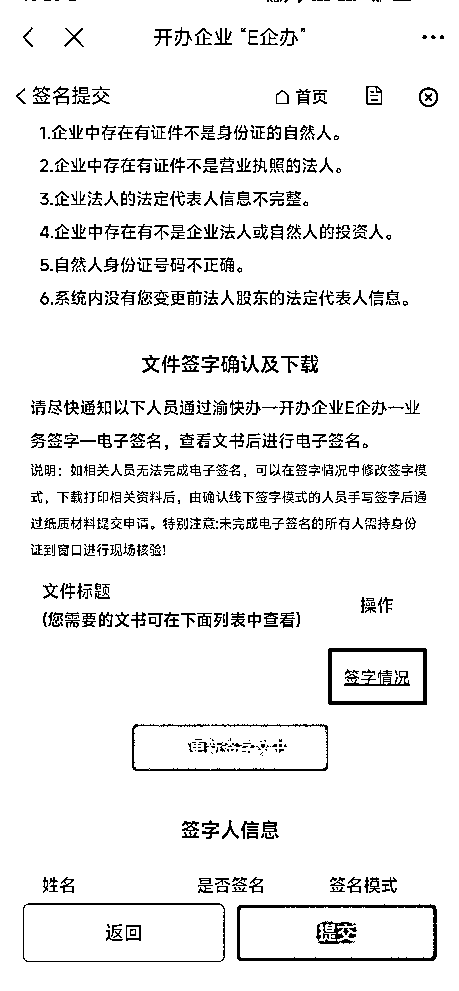 开办企业“E企办”
签名提交
首页
1.企业中存在有证件不是身份证的自然人。
2.企业中存在有证件不是营业执照的法人。
3.企业法人的法定代表人信息不完整。
4.企业中存在有不是企业法人或自然人的投资人。
5.自然人身份证号码不正确。
6.系统内没有您变更前法人股东的法定代表人信息。
文件签字确认及下载
请尽快通知以下人员通过渝快办一开办企业E企办一业
务签字一电子签名，查看文书后进行电子签名。
说明：如相关人员无法完成电子签名，可以在签字情况中修改签字模
式，下载打印相关资料后，由确认线下签字模式的人员手写签字后通
过纸质材料提交申请。特别注意:未完成电子签名的所有人需持身份
证到窗口进行现场核验!
文件标题
操作
(您需要的文书可在下面列表中查看)
签字情况
签字人信息
姓名
是否签名
签名模式
返回
提交